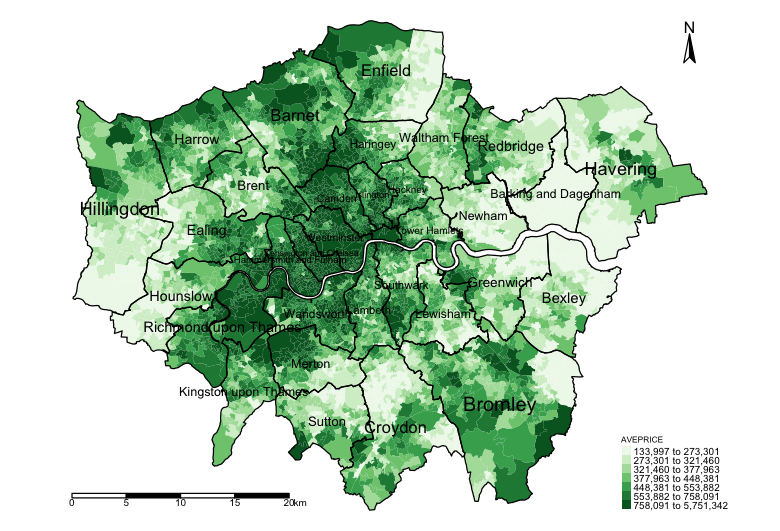 N
Enfield
Barnet
Harrow
Haringey
Waltham Forest
Redbridge
Havering
Brent
Camden
Islington
Hackney
Barking and Dagenham
Hillingdon
Newham
Ealing
Westminster
Tower Hamlets
Kensington and Chelsea
Hammersmith and Fulham
Southwark
Greenwich
Hounslow
Bexley
Richmond upon Thames
Wandsworth
Lambeth
Lewisham
Merton
Kingston upon Thames
Bromley
Sutton
Croydon
AVEPRICE
133,997 to 273,301
273,301 to 321,460
321,460 to 377,963
377,963 to 448,381
448,381 to 553,882
553,882 to 758,091
758,091 to 5,751,342
0 5 10 15 20km